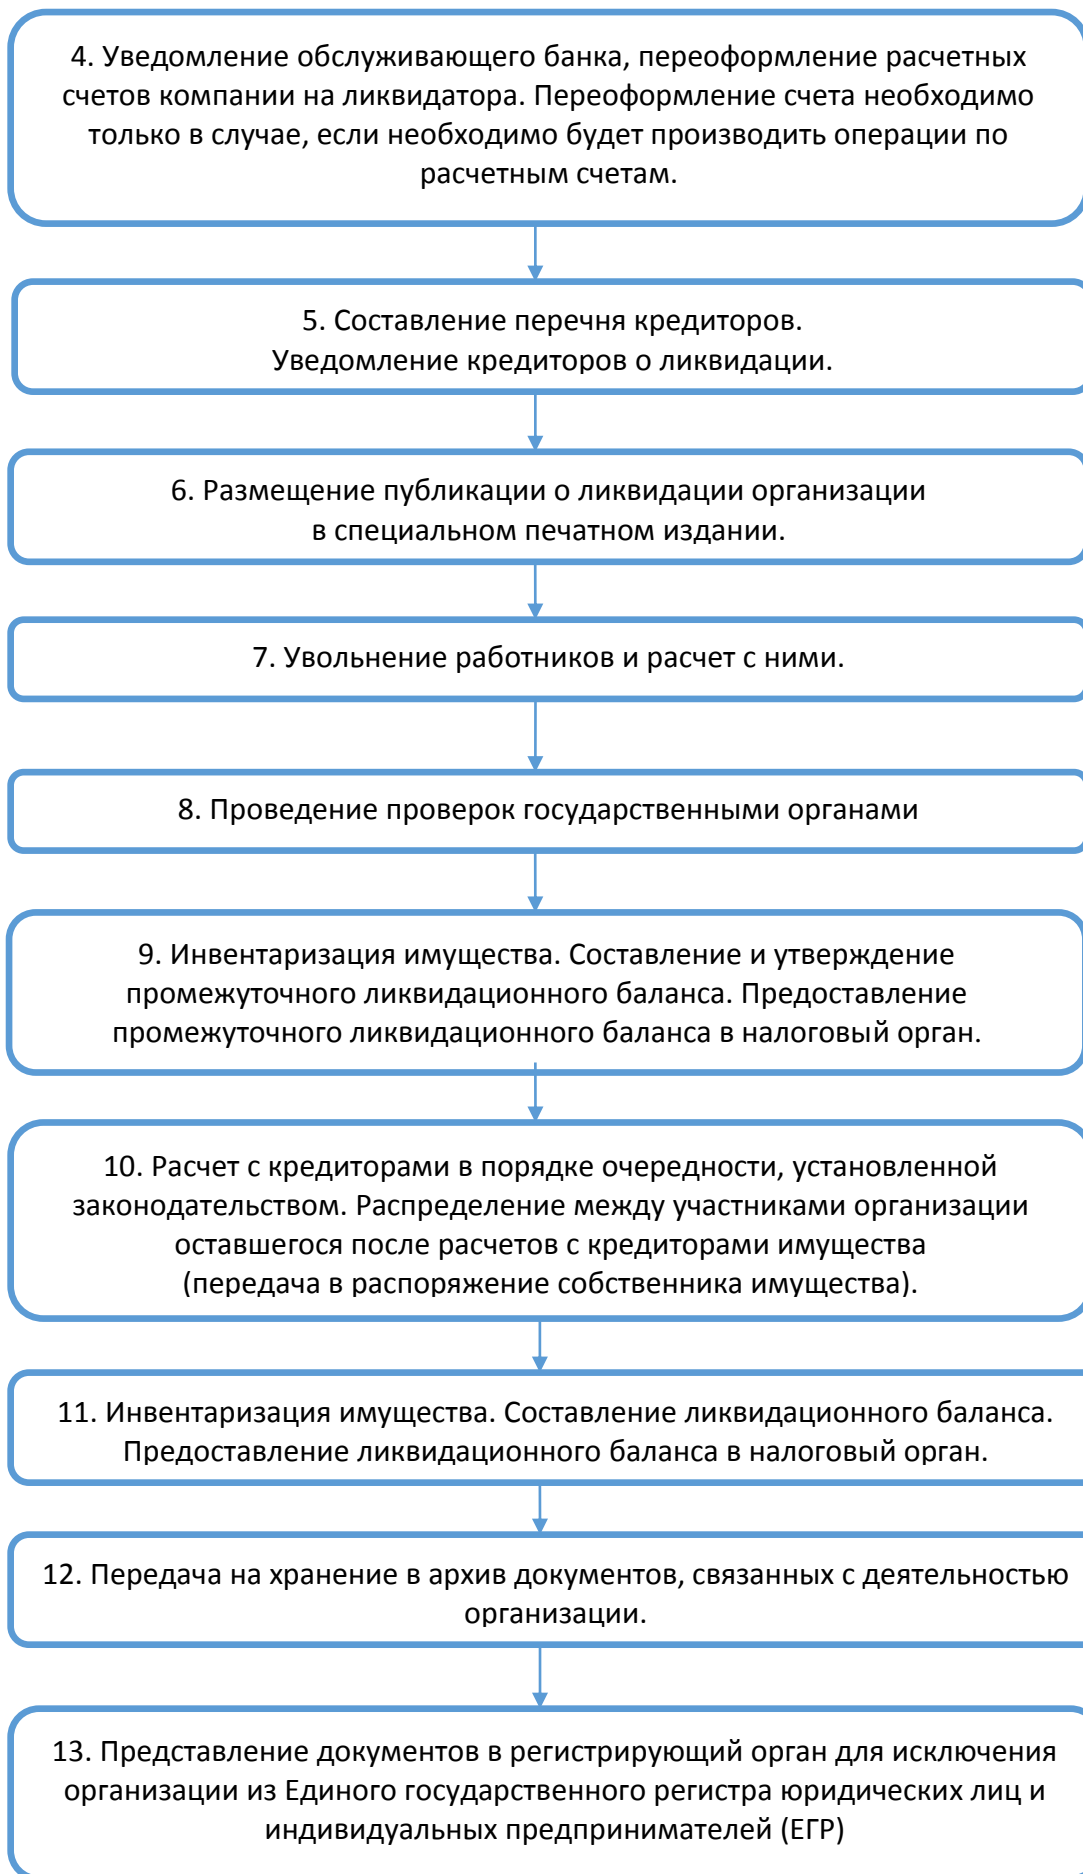 4. Уведомление обслуживающего банка, переоформление расчетных
счетов компании на ликвидатора. Переоформление счета необходимо
только в случае, если необходимо будет производить операции по
расчетным счетам.
5. Составление перечня кредиторов.
Уведомление кредиторов о ликвидации.
6. Размещение публикации о ликвидации организации
в специальном печатном издании.
7. Увольнение работников и расчет с ними.
8. Проведение проверок государственными органами
9. Инвентаризация имущества. Составление и утверждение
промежуточного ликвидационного баланса. Предоставление
промежуточного ликвидационного баланса в налоговый орган.
10. Расчет с кредиторами в порядке очередности, установленной
законодательством. Распределение между участниками организации
оставшегося после расчетов с кредиторами имущества
(передача в распоряжение собственника имущества).
11. Инвентаризация имущества. Составление ликвидационного баланса.
Предоставление ликвидационного баланса в налоговый орган.
12. Передача на хранение в архив документов, связанных с деятельностью
организации.
13. Представление документов в регистрирующий орган для исключения
организации из Единого государственного регистра юридических лиц и
индивидуальных предпринимателей (ЕГР)